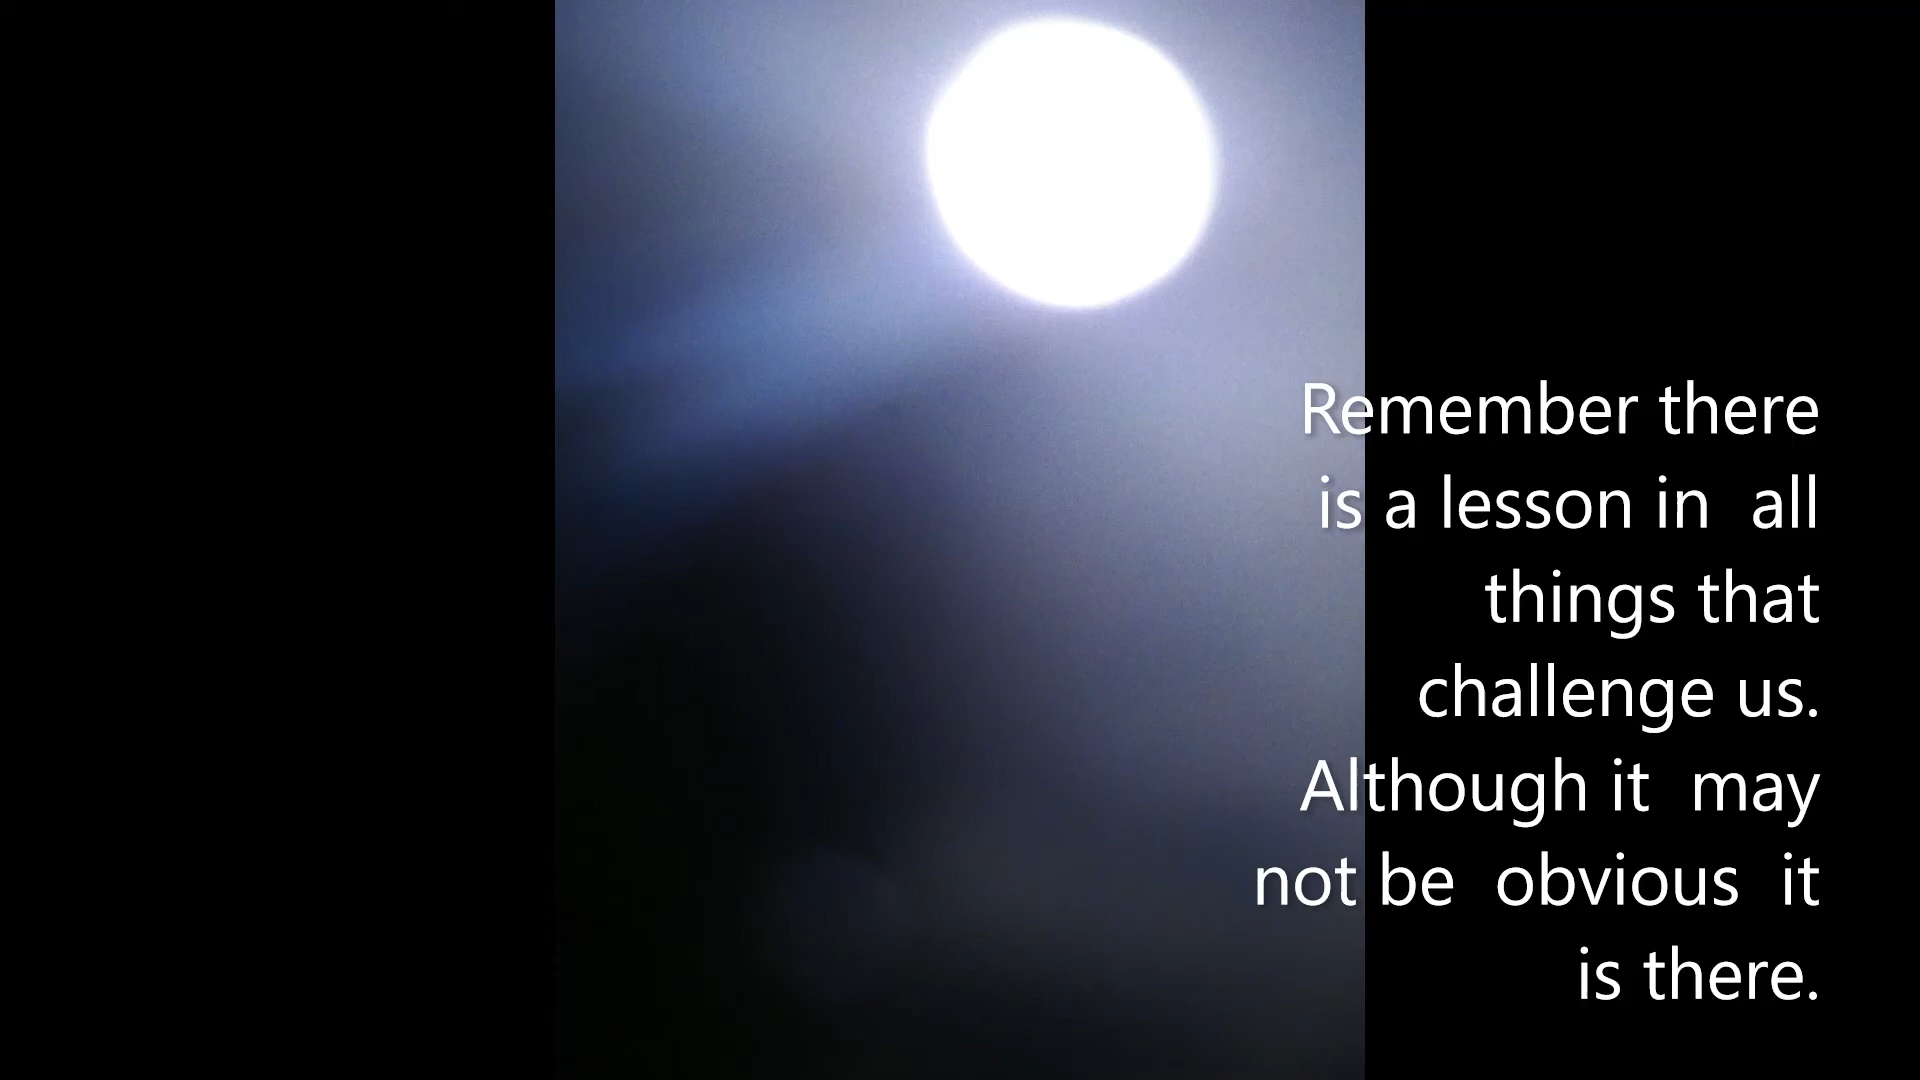 Remember there
is a lesson in  all
things that
challenge us.
Although it  may
not be  obvious  it
is there.